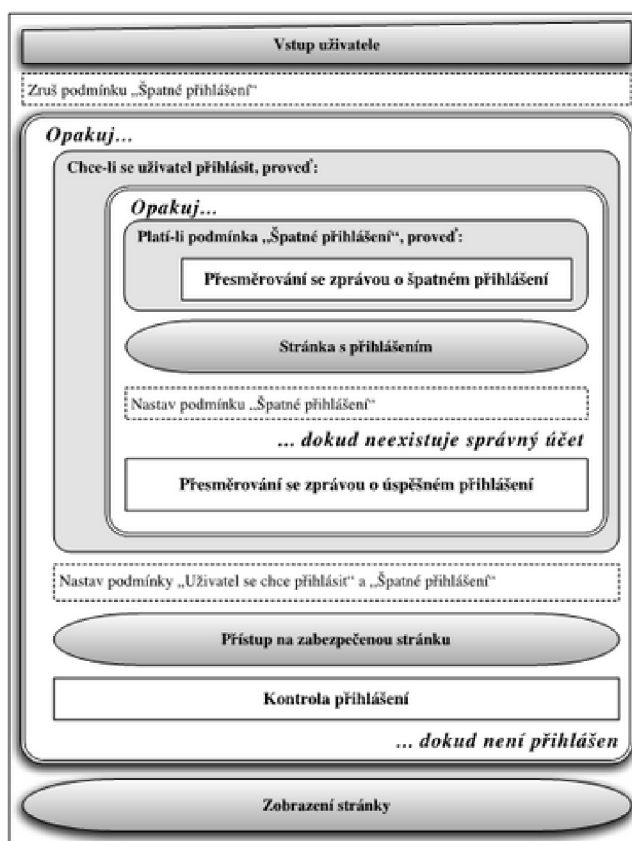 Vstup uživatele
Zruš podmínku „Špatné přihlášení“
Opakuj...
Chce-li se uživatel přihlásit, proveď:
Opakuj...
Platí-li podmínka „Špatné přihlášení“, proveď:
Přesměrování se zprávou o špatném přihlášení
Stránka s přihlášením
Nastav podmínku „Špatné přihlášení“
... dokud neexistuje správný účet
Přesměrování se zprávou o úspěšném přihlášení
Nastav podmínky „Uživatel se chce přihlásit“ a „Špatné přihlášení“
Přístup na zabezpečenou stránku
Kontrola přihlášení
... dokud není přihlášen
Zobrazení stránky